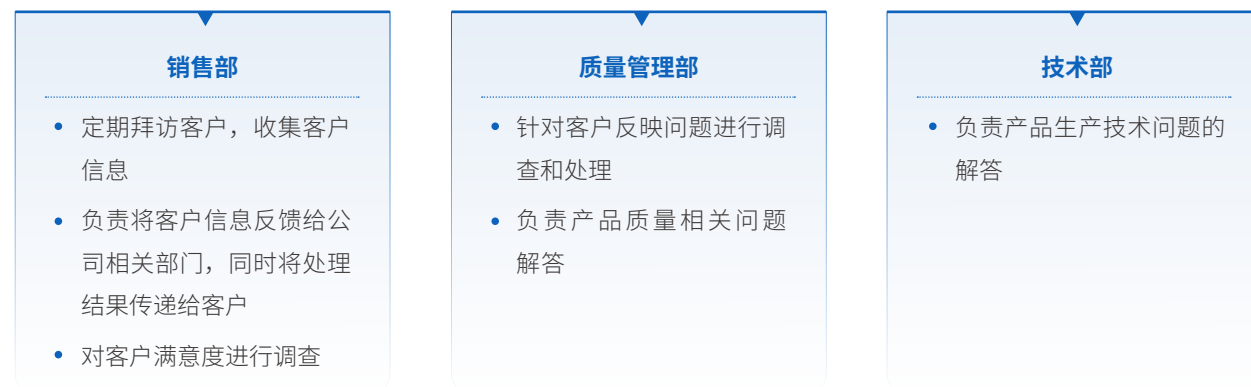 销售部
定期拜访客户，收集客户
信息
负责将客户信息反馈给公
司相关部门，同时将处理
结果传递给客户
对客户满意度进行调查
质量管理部
针对客户反映问题进行调
查和处理
负责产品质量相关问题
解答
技术部
负责产品生产技术问题的
解答